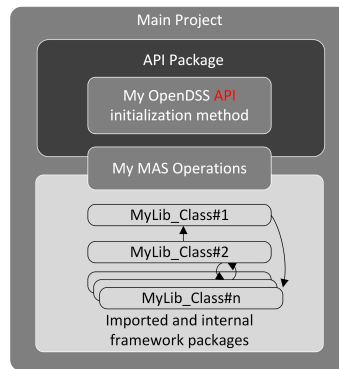 Main Project
API Package
My OpenDSS API
initialization method
My MAS Operations
MyLib_Class#1
MyLib_Class#2
MyLib_Class#n
Imported and internal
framework packages